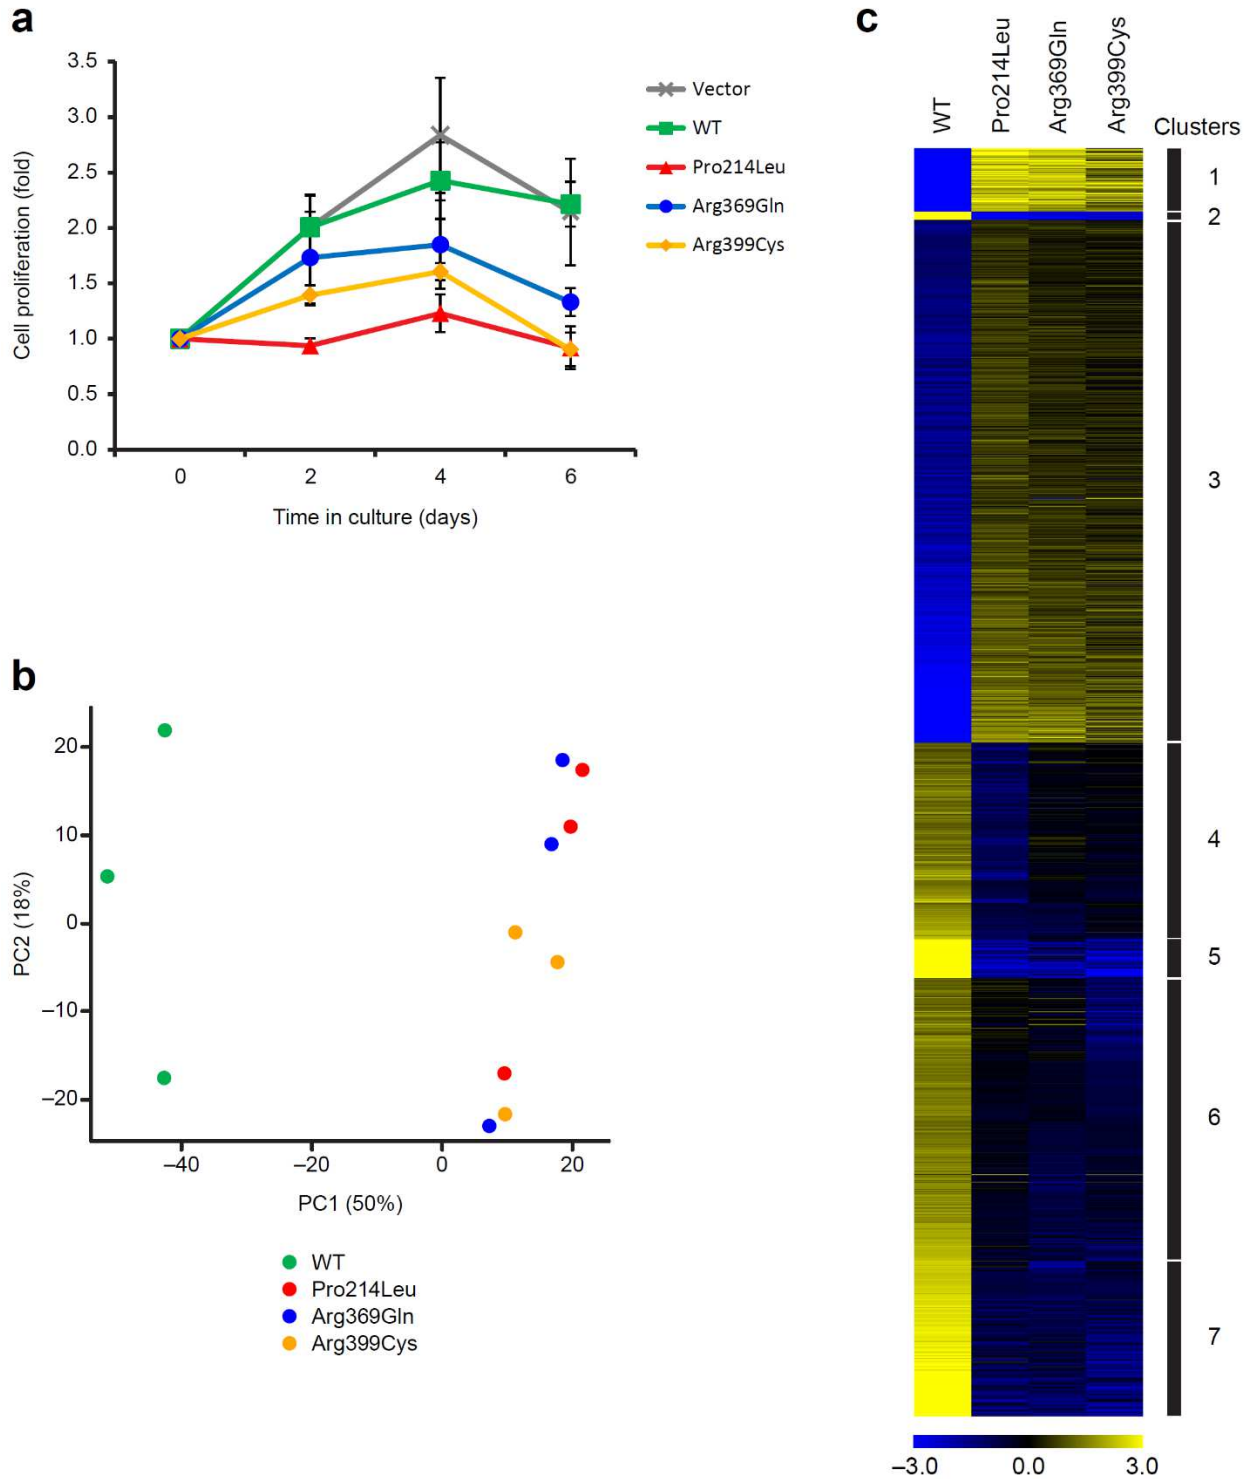 a
3.5
3.0
2.5
2.0
1.5
1.0
0.5
0.0
Cell proliferation (fold)
0 2 4 6
Time in culture (days)
Vector
WT
Pro214Leu
Arg369Gln
Arg399Cys
b
20
10
0
–10
–20
PC2 (18%)
–40 –20 0 20
PC1 (50%)
WT
Pro214Leu
Arg369Gln
Arg399Cys
c
WT
Pro214Leu
Arg369Gln
Arg399Cys
Clusters
1
2
3
4
5
6
7
–3.0 0.0 3.0